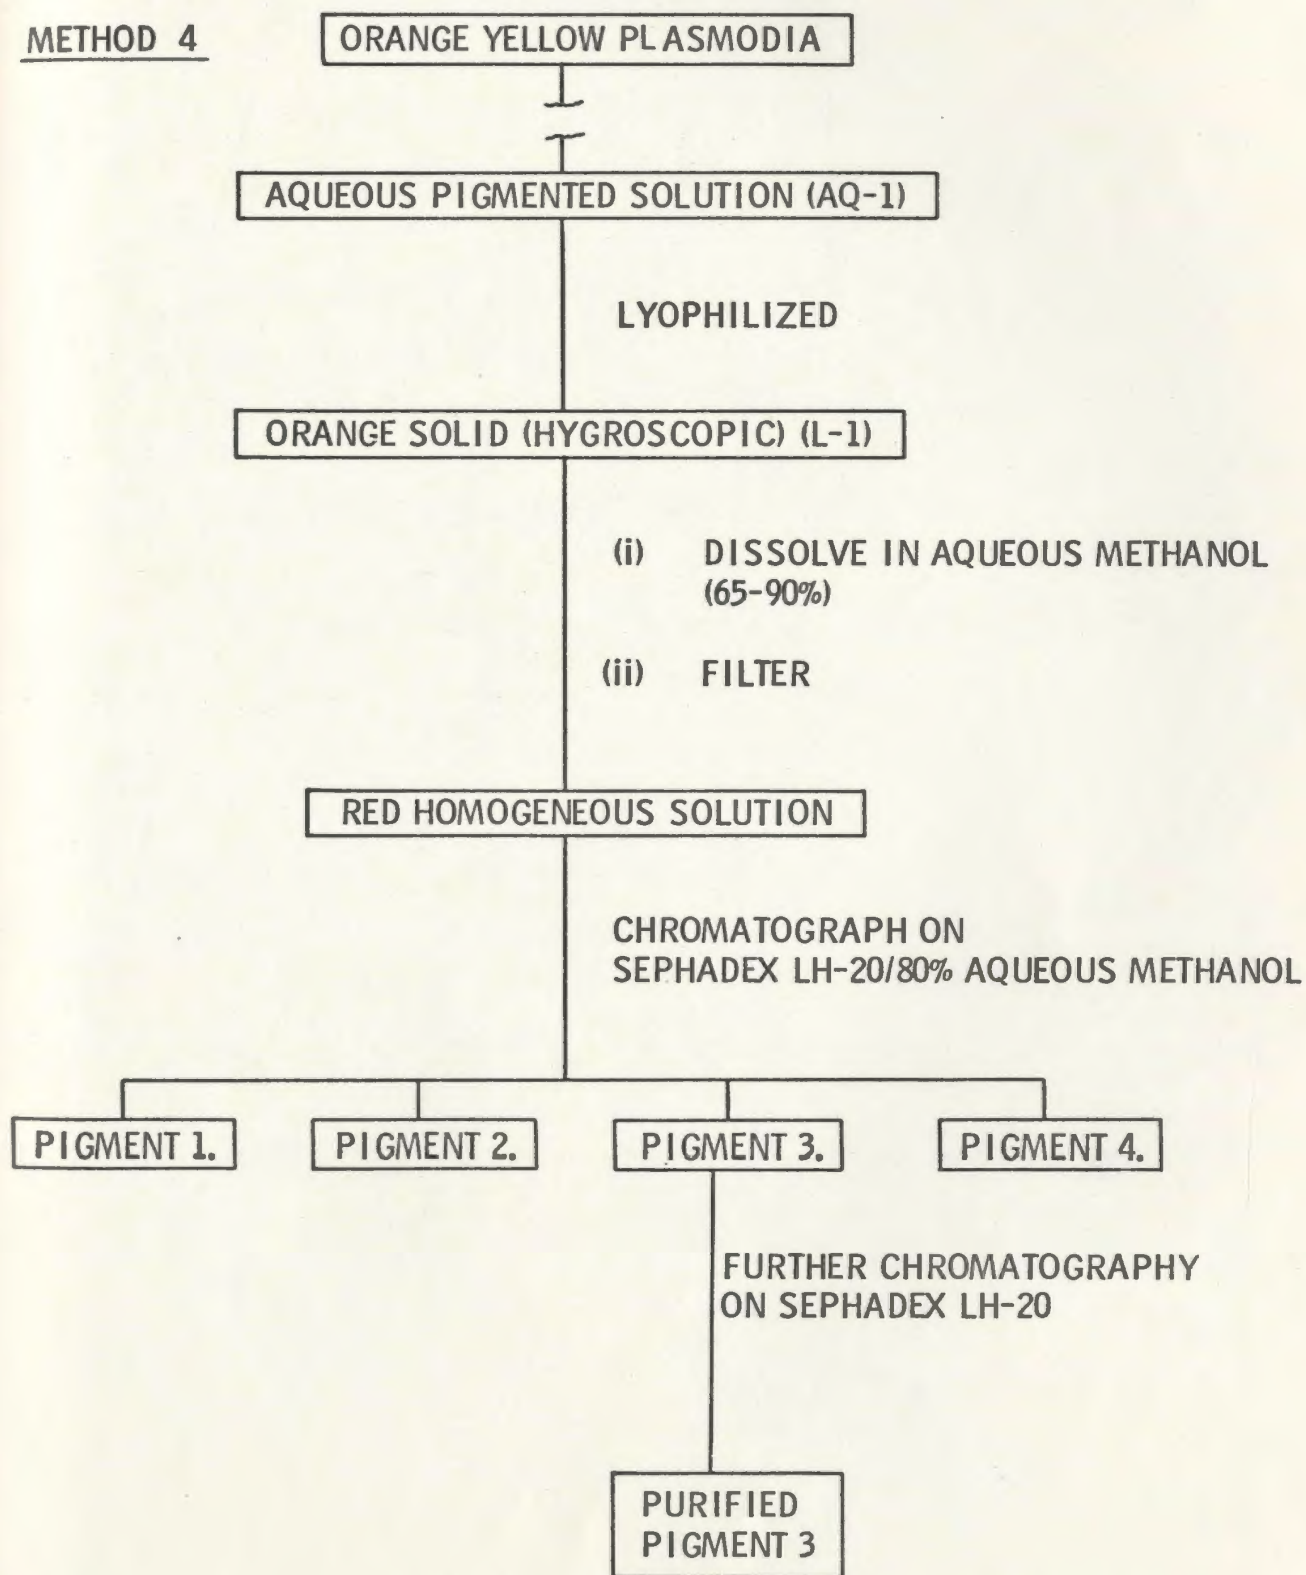 METHOD 4
ORANGE YELLOW PLASMODIA
AQUEOUS PIGMENTED SOLUTION (AQ-1)
LYOPHILIZED
ORANGE SOLID (HYGROSCOPIC) (L-1)
(i) DISSOLVE IN AQUEOUS METHANOL
(65-90%)
(ii) FILTER
RED HOMOGENEOUS SOLUTION
CHROMATOGRAPH ON
SEPHADEX LH-20/80% AQUEOUS METHANOL
PIGMENT 1.
PIGMENT 2.
PIGMENT 3.
PIGMENT 4.
FURTHER CHROMATOGRAPHY
ON SEPHADEX LH-20
PURIFIED
PIGMENT 3